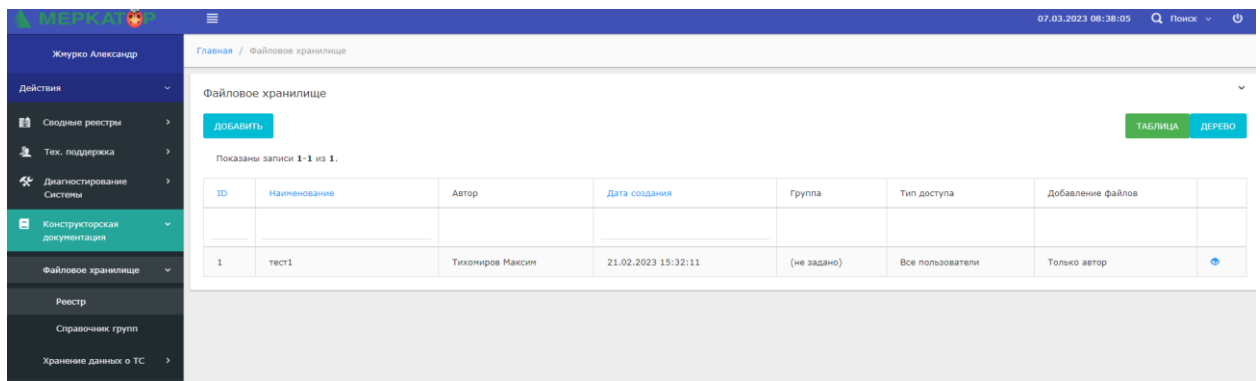 МЕРКАТОР
07.03.2023 08:38:05
Поиск
Жмурко Александр
Главная / Файловое хранилище
Действия
Файловое хранилище
Сводные реестры
ДОБАВИТЬ
ТАБЛИЦА
ДЕРЕВО
Тех. поддержка
Показаны записи 1-1 из 1.
Диагностирование
Системы
ID
Наименование
Автор
Дата создания
Группа
Тип доступа
Добавление файлов
Конструкторская
документация
1
тест1
Тихомиров Максим
21.02.2023 15:32:11
(не задано)
Все пользователи
Только автор
Файловое хранилище
Реестр
Справочник групп
Хранение данных о ТС